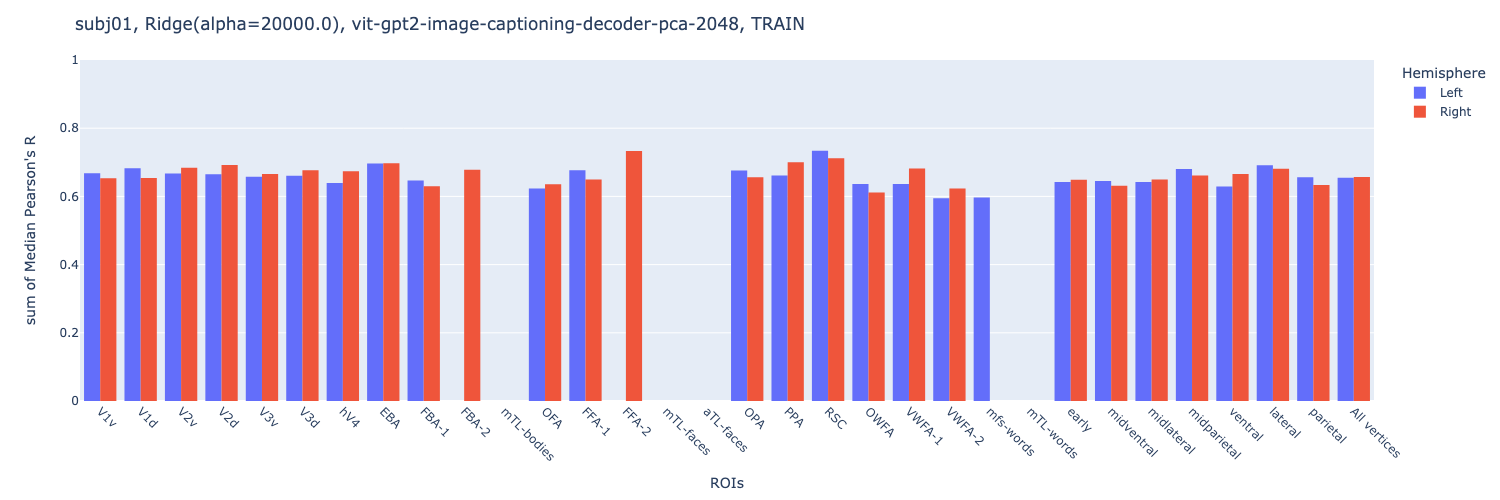 subj01, Ridge(alpha=20000.0), vit-gpt2-image-captioning-decoder-pca-2048, TRAIN
Hemisphere
Left
Right
sum of Median Pearson's R
1
0.8
0.6
0.4
0.2
0
V1v
V1d
V2v
V2d
V3v
V3d
hV4
EBA
FBA-1
FBA-2
mTL-bodies
OFA
FFA-1
FFA-2
mTL-faces
aTL-faces
OPA
PPA
RSC
OWFA
VWFA-1
VWFA-2
mfs-words
mTL-words
early
midventral
midlateral
midparietal
ventral
lateral
parietal
All vertices
ROIs